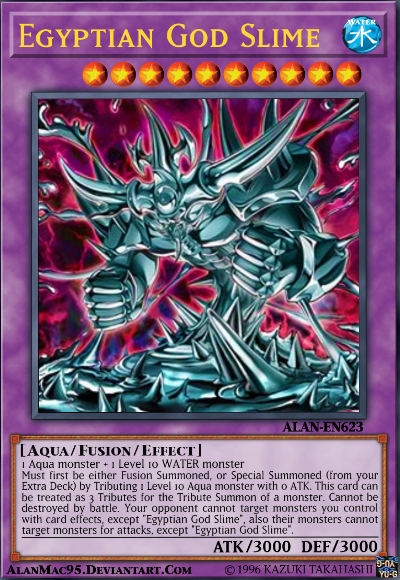 EGYPTIAN GOD SLIME
WATER
水
ALAN-EN623
[AQUA/FUSION/EFFECT]
1 Aqua monster + 1 Level 10 WATER monster
Must first be either Fusion Summoned, or Special Summoned (from your
Extra Deck) by Tributing 1 Level 10 Aqua monster with 0 ATK. This card can
be treated as 3 Tributes for the Tribute Summon of a monster. Cannot be
destroyed by battle. Your opponent cannot target monsters you control
with card effects, except "Egyptian God Slime", also their monsters cannot
target monsters for attacks, except "Egyptian God Slime".
ATK/3000 DEF/3000
ALANMAC95.DEVIANTART.COM
©1996 KAZUKI TAKAHASHI